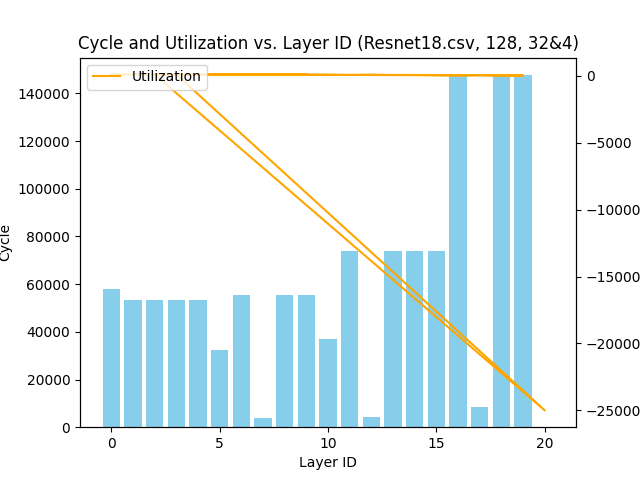 Cycle and Utilization vs. Layer ID (Resnet18.csv, 128, 32&4)
Utilization
140000
120000
100000
80000
60000
40000
20000
0
Cycle
0
−5000
−10000
−15000
−20000
−25000
0 5 10 15 20
Layer ID